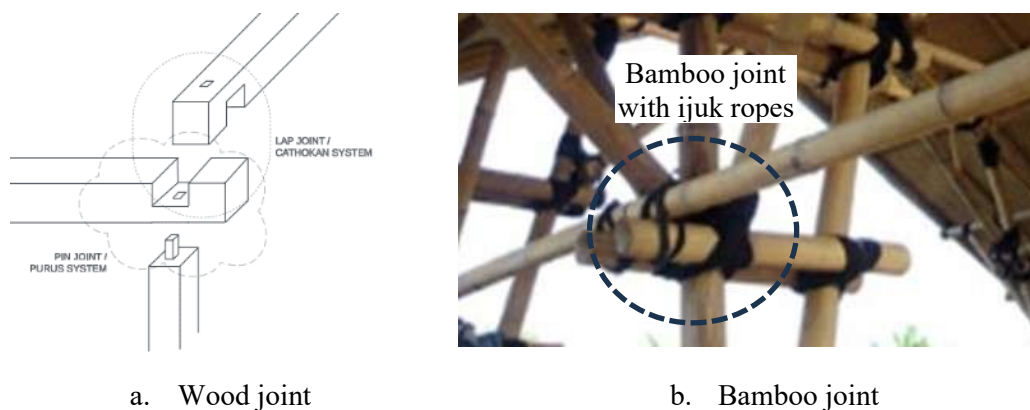 LAP JOINT /
CATHOKAN SYSTEM
PIN JOINT /
PURUS SYSTEM
Bamboo joint
with ijuk ropes
a. Wood joint
b. Bamboo joint